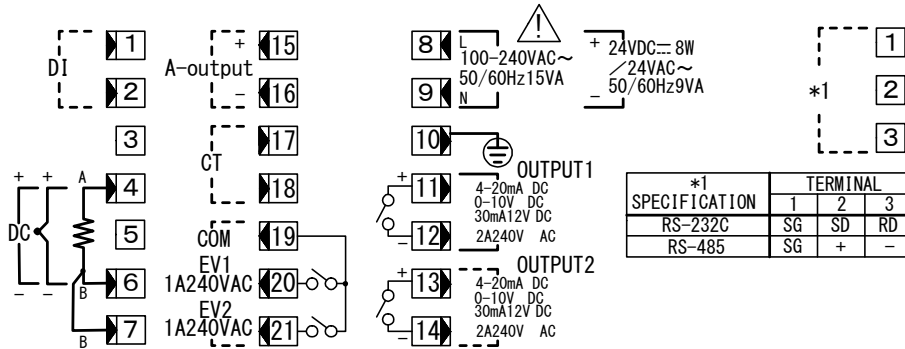 DI
1
2
3
4
5
6
7
+
+
A
DC
−
−
B
B
A-output
+
−
CT
COM
EV1
1A240VAC
EV2
1A240VAC
15
16
17
18
19
20
21
8
9
10
11
12
13
14
L
100-240VAC~
50/60Hz15VA
N
+
−
24VDC⎓8W
/24VAC~
50/60Hz9VA
OUTPUT1
+
−
4-20mA DC
0-10V DC
30mA12V DC
2A240V AC
OUTPUT2
+
−
4-20mA DC
0-10V DC
30mA12V DC
2A240V AC
*1
1
2
3
*1
SPECIFICATION
TERMINAL
1 2 3
RS-232C SG SD RD
RS-485 SG + −